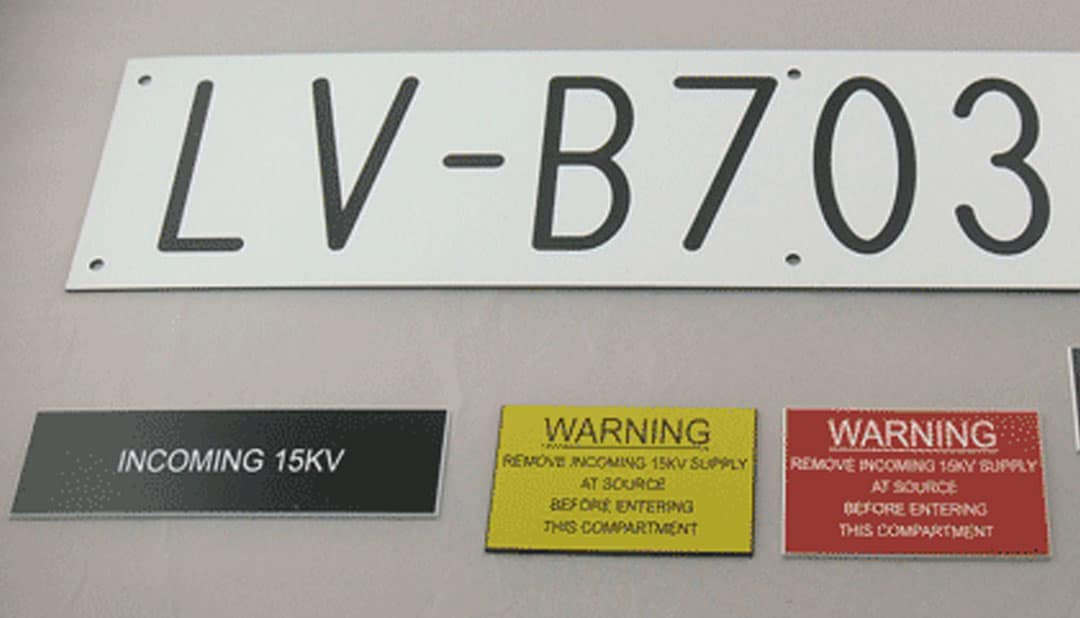 LV-B703
INCOMING 15KV
WARNING
REMOVE INCOMING 15KV SUPPLY
AT SOURCE
BEFORE ENTERING
THIS COMPARTMENT
WARNING
REMOVE INCOMING 15KV SUPPLY
AT SOURCE
BEFORE ENTERING
THIS COMPARTMENT